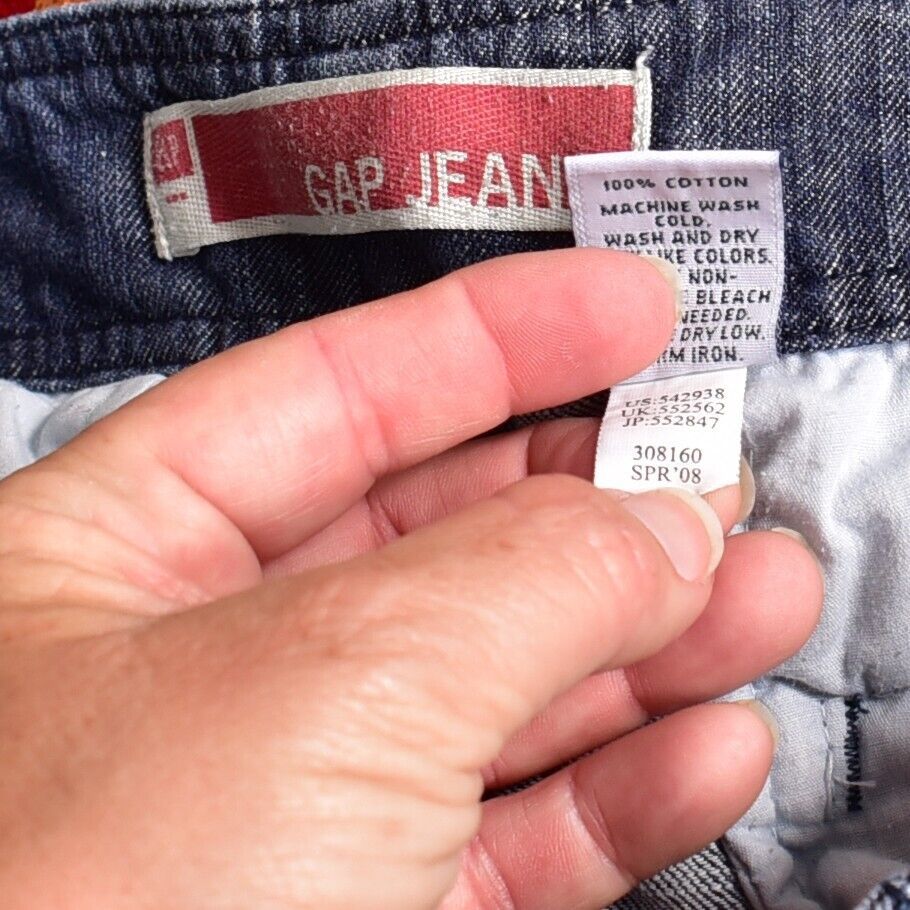 GAP JEAN
100% COTTON
MACHINE WASH
COLD.
WASH AND DRY
LIKE COLORS.
NON-
BLEACH
NEEDED.
DRY LOW.
IRON.
US:542938
UK:552562
JP:552847
308160
SPR'08